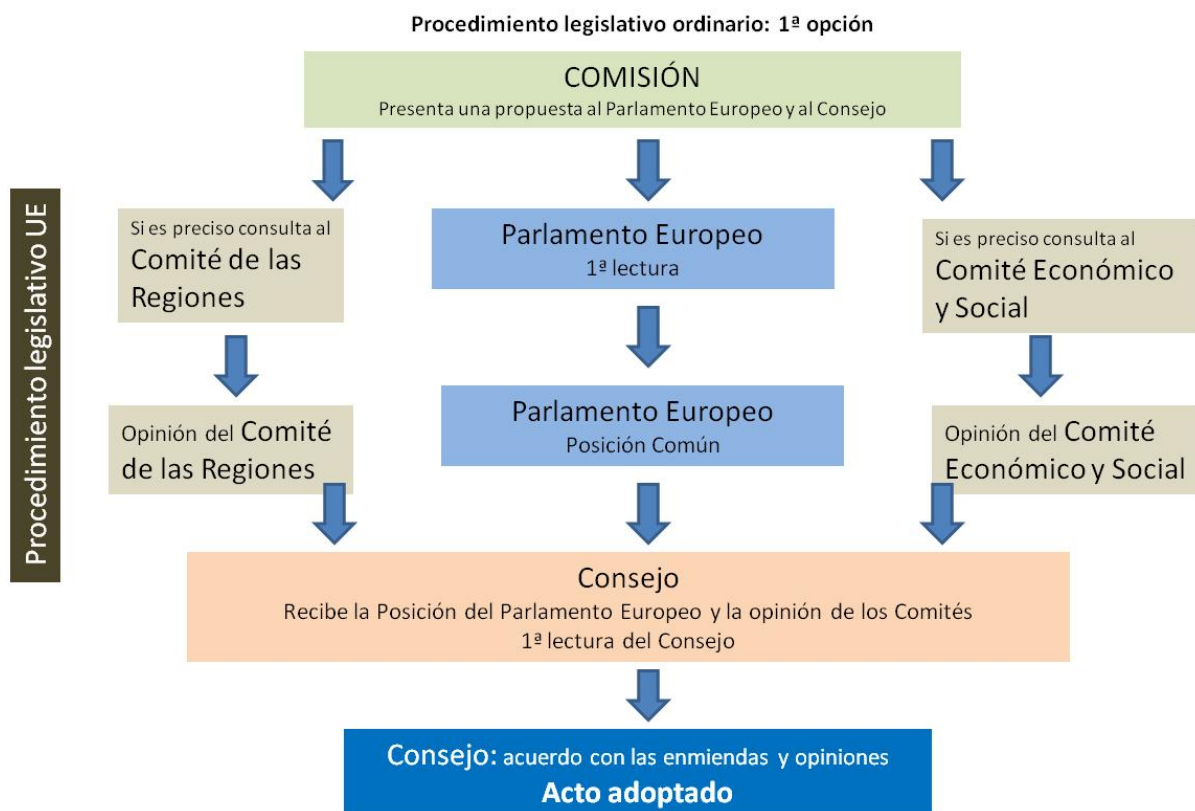 Procedimiento legislativo ordinario: 1ª opción
COMISIÓN
Presenta una propuesta al Parlamento Europeo y al Consejo
Procedimiento legislativo UE
Si es preciso consulta al
Comité de las
Regiones
Parlamento Europeo
1ª lectura
Si es preciso consulta al
Comité Económico
y Social
Opinión del Comité
de las Regiones
Parlamento Europeo
Posición Común
Opinión del Comité
Económico y Social
Consejo
Recibe la Posición del Parlamento Europeo y la opinión de los Comités
1ª lectura del Consejo
Consejo: acuerdo con las enmiendas y opiniones
Acto adoptado